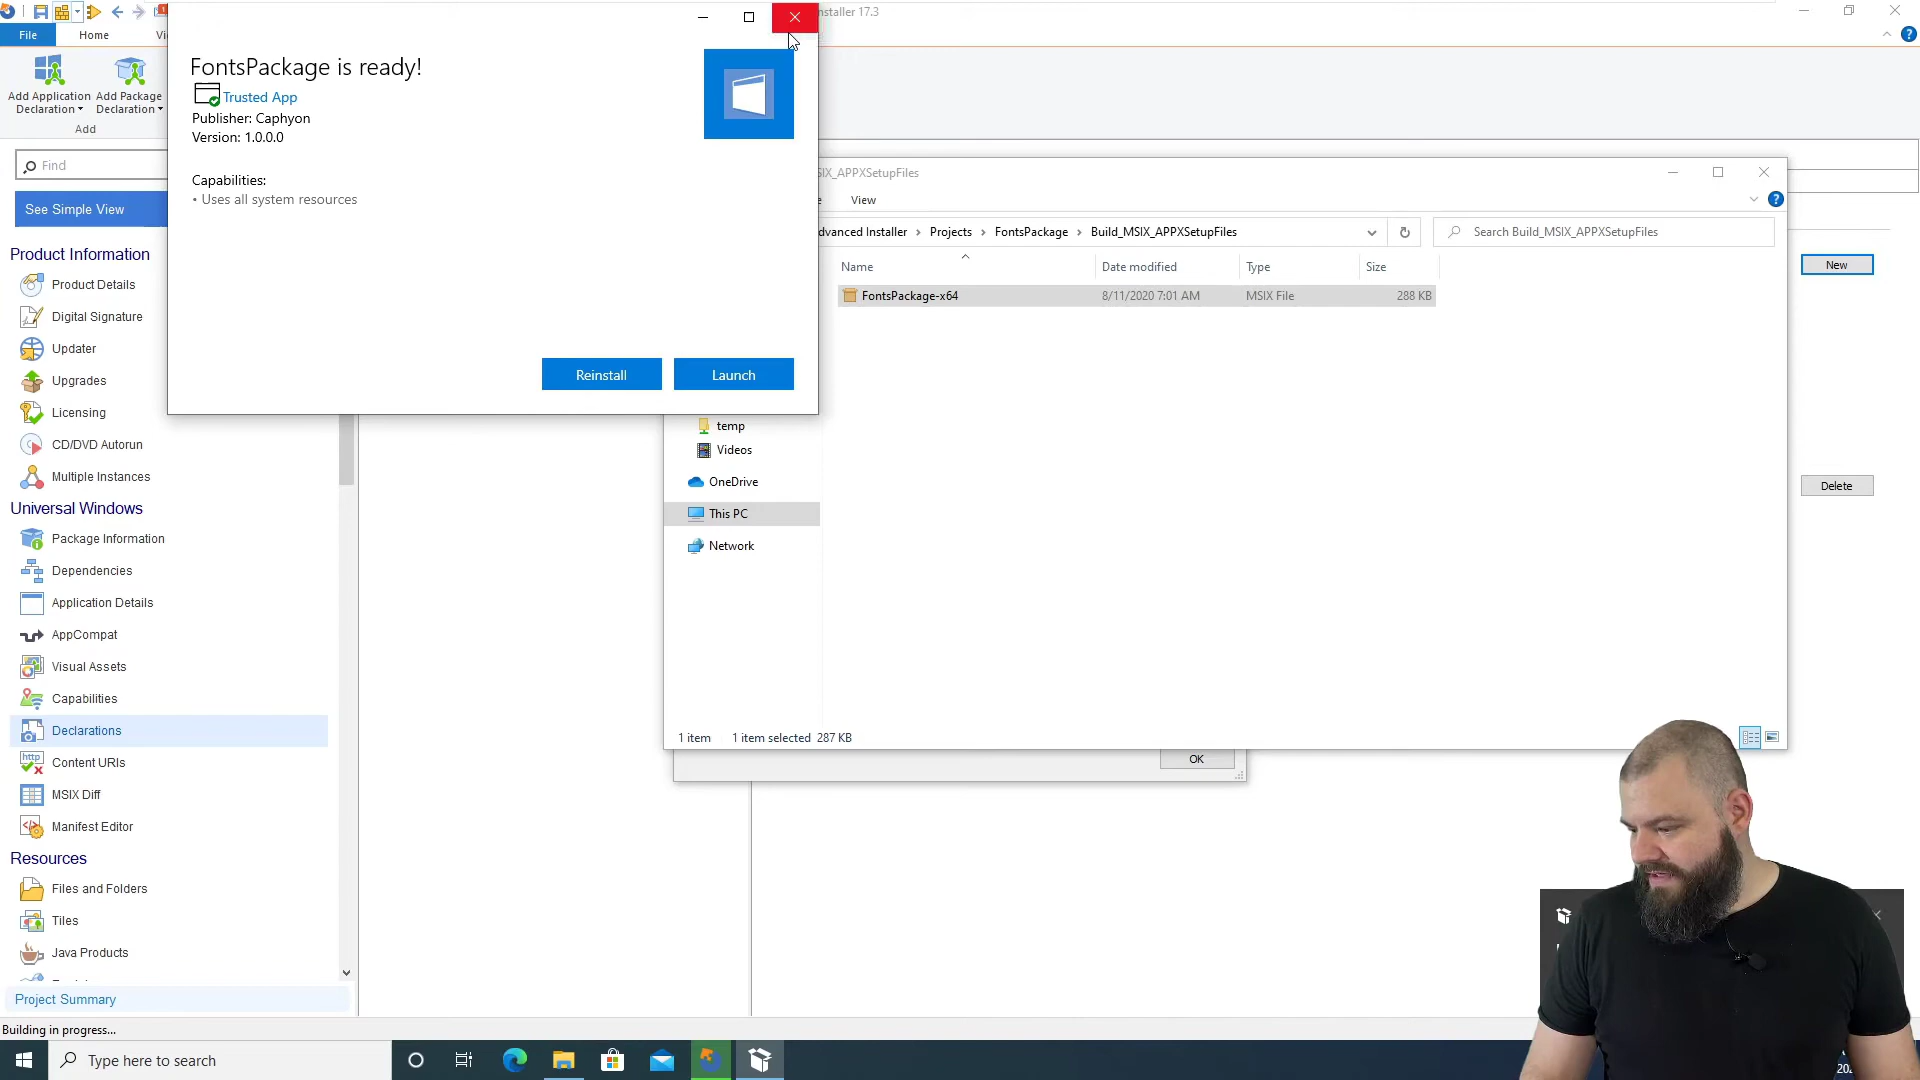 nstaller 17.3
File
Home
Vi
Add Application
Declaration
Add Package
Declaration
Add
Find
See Simple View
Product Information
Product Details
Digital Signature
Updater
Upgrades
Licensing
CD/DVD Autorun
Multiple Instances
Universal Windows
Package Information
Dependencies
Application Details
AppCompat
Visual Assets
Capabilities
Declarations
Content URIs
MSIX Diff
Manifest Editor
Resources
Files and Folders
Tiles
Java Products
Project Summary
Building in progress...
FontsPackage is ready!
Trusted App
Publisher: Caphyon
Version: 1.0.0.0
Capabilities:
• Uses all system resources
Reinstall
Launch
SIX_APPXSetupFiles
View
dvanced Installer
Projects
FontsPackage
Build_MSIX_APPXSetupFiles
Search Build_MSIX_APPXSetupFiles
Name
Date modified
Type
Size
FontsPackage-x64
8/11/2020 7:01 AM
MSIX File
288 KB
temp
Videos
OneDrive
This PC
Network
1 item
1 item selected 287 KB
OK
New
Delete
Type here to search